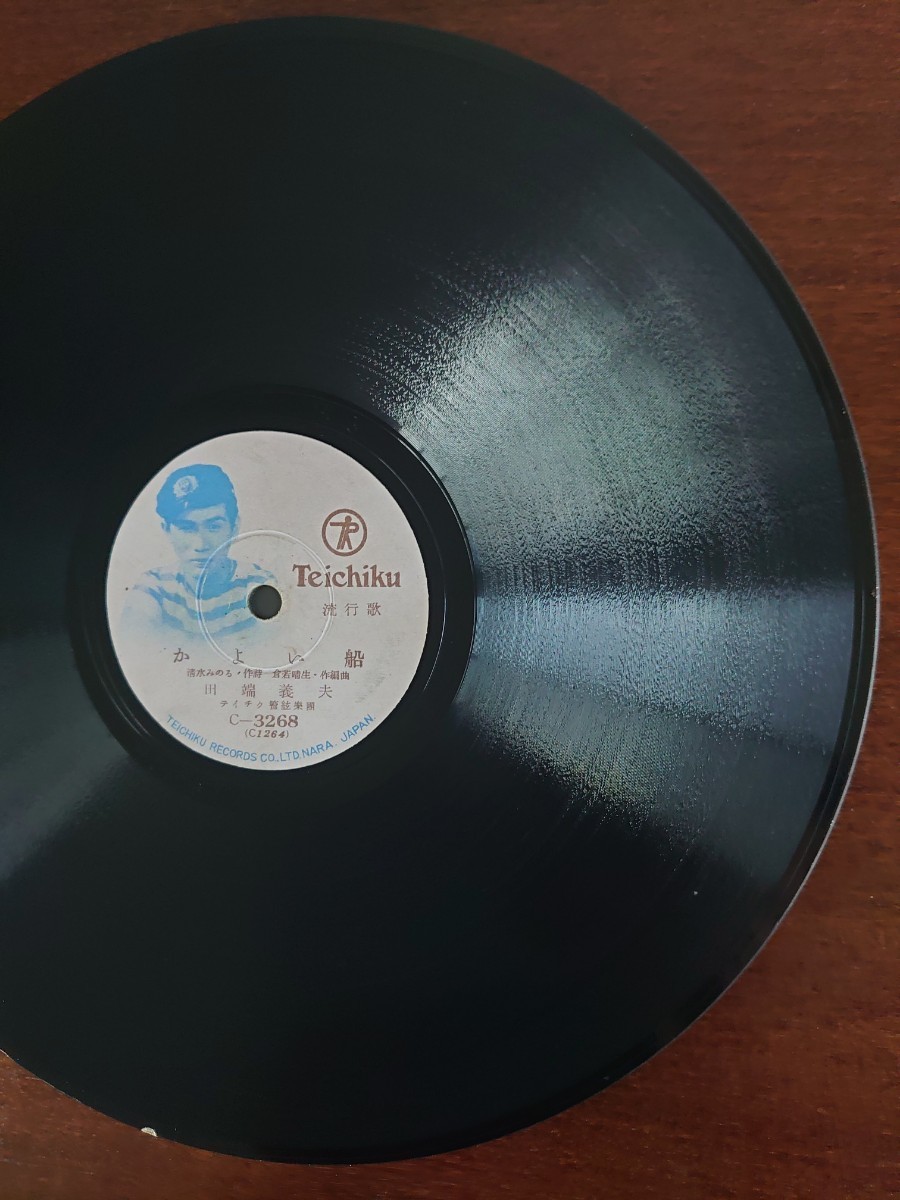 Teichiku
流行歌
かよい船
清水みのる・作詩 倉若晴生・作編曲
田端義夫
テイチク管弦樂團
C-3268
(C1264)
TEICHIKU RECORDS CO., LTD. NARA. JAPAN.